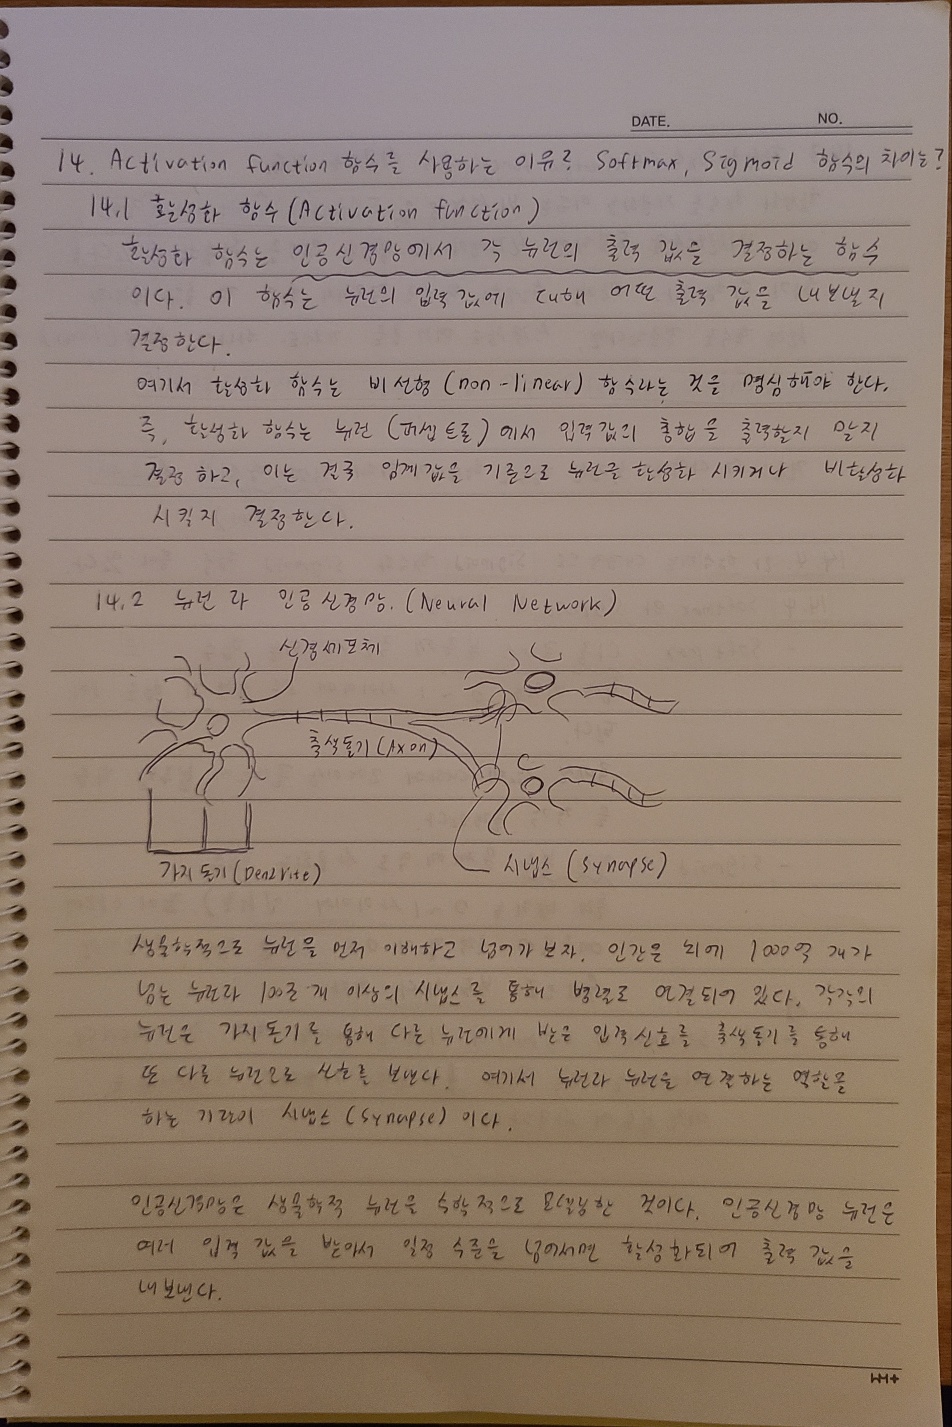 DATE. NO.
14. Activation function 함수를 사용하는 이유? Softmax, Sigmoid 함수의 차이는?
14.1 활성화 함수 (Activation function)
활성화 함수는 인공신경망에서 각 뉴런의 출력 값을 결정하는 함수
이다. 이 함수는 뉴런의 입력값에 대해 어떤 출력 값을 내보낼지
결정한다.
여기서 활성화 함수는 비선형 (non-linear) 함수라는 것을 명심해야 한다.
즉, 활성화 함수는 뉴런 (퍼셉트론) 에서 입력값의 총합을 출력할지 말지
결정하고, 이는 결국 임계값을 기준으로 뉴런을 활성화 시키거나 비활성화
시킬지 결정한다.
14.2 뉴런과 인공신경망. (Neural Network)
신경세포체
축색돌기 (Axon)
가지돌기 (Dendrite)
시냅스 (Synapse)
생물학적으로 뉴런을 먼저 이해하고 넘어가보자. 인간은 뇌에 1000억 개가
넘는 뉴런과 100조 개 이상의 시냅스를 통해 병렬로 연결되어 있다. 각각의
뉴런은 가지돌기를 통해 다른 뉴런에게 받은 입력신호를 축색돌기를 통해
또 다른 뉴런으로 신호를 보낸다. 여기서 뉴런과 뉴런을 연결하는 역할을
하는 기관이 시냅스 (Synapse) 이다.
인공신경망은 생물학적 뉴런을 수학적으로 모델링한 것이다. 인공신경망 뉴런은
여러 입력 값을 받아서 일정 수준을 넘어서면 활성화되어 출력 값을
내보낸다.